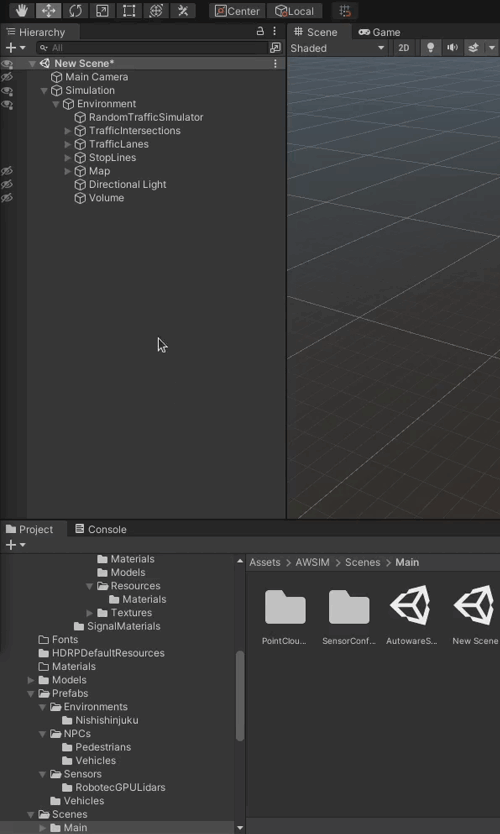 Center Local
Hierarchy
Scene Game
All
Shaded 2D
New Scene*
Main Camera
Simulation
Environment
RandomTrafficSimulator
TrafficIntersections
TrafficLanes
StopLines
Map
Directional Light
Volume
Project Console
Materials
Models
Resources
Materials
Textures
SignalMaterials
Fonts
HDRPDefaultResources
Materials
Models
Prefabs
Environments
Nishishinjuku
NPCs
Pedestrians
Vehicles
Sensors
RobotecGPULidars
Vehicles
Scenes
Main
Assets > AWSIM > Scenes > Main
PointClou... SensorConf... AutowareS... New Scene